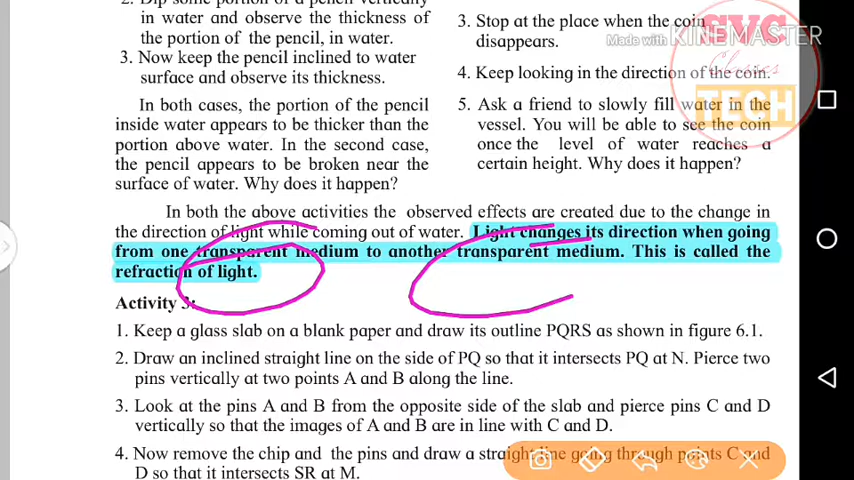 2. Dip some portion of a pencil vertically
in water and observe the thickness of
the portion of the pencil, in water.
3. Now keep the pencil inclined to water
surface and observe its thickness.
In both cases, the portion of the pencil
inside water appears to be thicker than the
portion above water. In the second case,
the pencil appears to be broken near the
surface of water. Why does it happen?
3. Stop at the place when the coin
disappears.
4. Keep looking in the direction of the coin.
5. Ask a friend to slowly fill water in the
vessel. You will be able to see the coin
once the level of water reaches a
certain height. Why does it happen?
In both the above activities the observed effects are created due to the change in
the direction of light while coming out of water. Light changes its direction when going
from one transparent medium to another transparent medium. This is called the
refraction of light.
Activity 3:
1. Keep a glass slab on a blank paper and draw its outline PQRS as shown in figure 6.1.
2. Draw an inclined straight line on the side of PQ so that it intersects PQ at N. Pierce two
pins vertically at two points A and B along the line.
3. Look at the pins A and B from the opposite side of the slab and pierce pins C and D
vertically so that the images of A and B are in line with C and D.
4. Now remove the chip and the pins and draw a straight line going through points C and
D so that it intersects SR at M.
SVS
Made with KINEMASTER
Classes
TECH